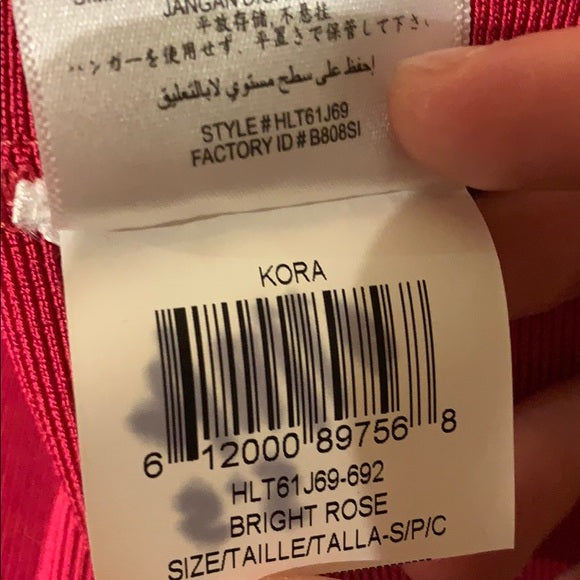 平放存储,不悬挂
ハンガーを使用せず、平置きで保管して下さい。
احفظ على سطح مستوي لابالتعليق
STYLE#HLT61J69
FACTORY ID#B808SI
KORA
6 12000 89756 8
HLT61J69-692
BRIGHT ROSE
SIZE/TAILLE/TALLA-S/P/C